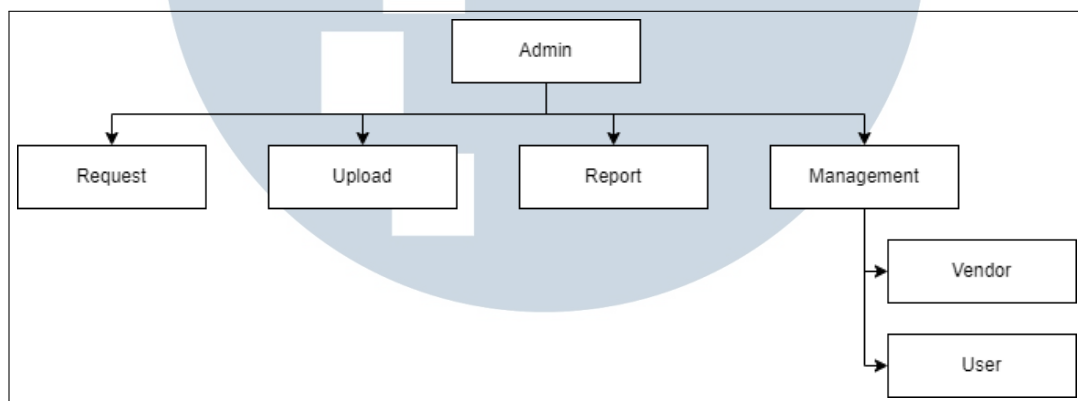 Admin
Request
Upload
Report
Management
Vendor
User